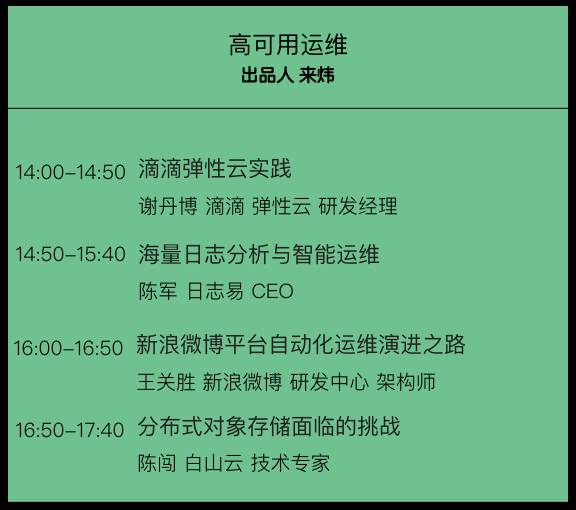 高可用运维
出品人 来炜
14:00-14:50 滴滴弹性云实践
谢丹博 滴滴 弹性云 研发经理
14:50-15:40 海量日志分析与智能运维
陈军 日志易 CEO
16:00-16:50 新浪微博平台自动化运维演进之路
王关胜 新浪微博 研发中心 架构师
16:50-17:40 分布式对象存储面临的挑战
陈闯 白山云 技术专家